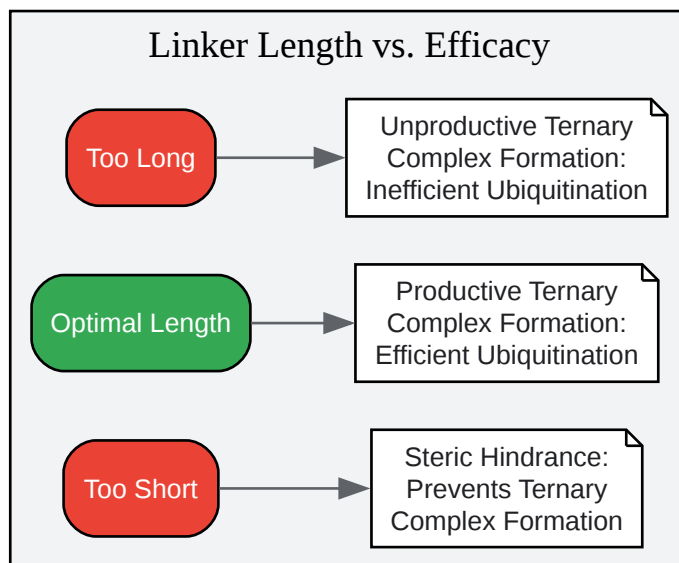 Linker Length vs. Efficacy
Too Long
Unproductive Ternary
Complex Formation:
Inefficient Ubiquitination
Optimal Length
Productive Ternary
Complex Formation:
Efficient Ubiquitination
Too Short
Steric Hindrance:
Prevents Ternary
Complex Formation